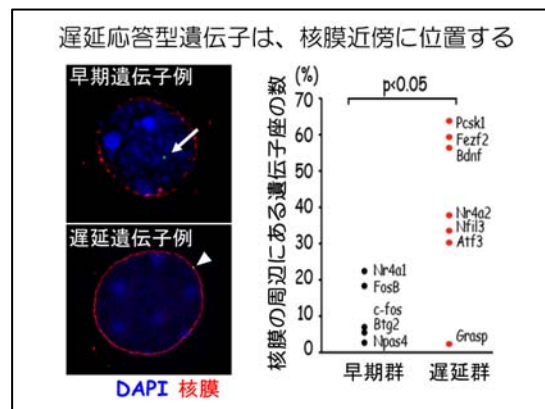 遅延応答型遺伝子は、核膜近傍に位置する
早期遺伝子例
遅延遺伝子例
DAPI 核膜
核膜の周辺にある遺伝子座の数
(%)
70
60
50
40
30
20
10
0
p<0.05
Nr4a1
FosB
c-fos
Btg2
Npas4
Pcsk1
Fezf2
Bdnf
Nr4a2
Nfil3
Atf3
Grasp
早期群
遅延群